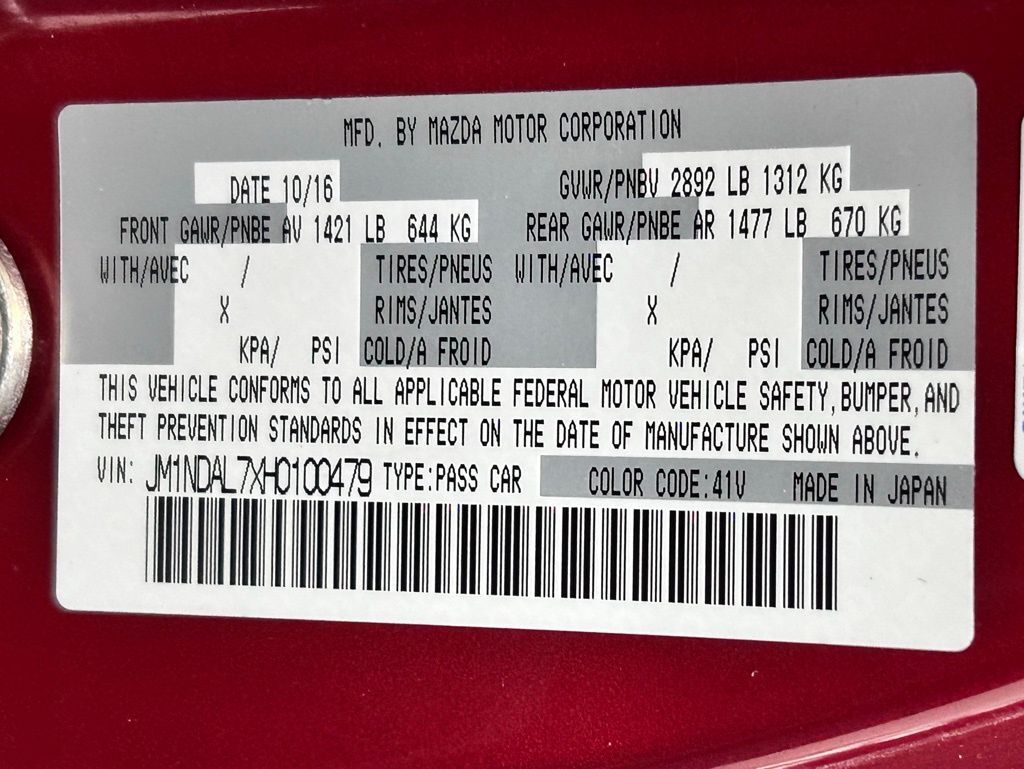 MFD. BY MAZDA MOTOR CORPORATION
DATE 10/16 GVWR/PNBV 2892 LB 1312 KG
FRONT GAWR/PNBE AV 1421 LB 644 KG REAR GAWR/PNBE AR 1477 LB 670 KG
WITH/AVEC / TIRES/PNEUS WITH/AVEC / TIRES/PNEUS
X RIMS/JANTES X RIMS/JANTES
KPA/ PSI COLD/A FROID KPA/ PSI COLD/A FROID
THIS VEHICLE CONFORMS TO ALL APPLICABLE FEDERAL MOTOR VEHICLE SAFETY, BUMPER, AND
THEFT PREVENTION STANDARDS IN EFFECT ON THE DATE OF MANUFACTURE SHOWN ABOVE.
VIN: JM1NDAL7XH0100479 TYPE:PASS CAR COLOR CODE:41V MADE IN JAPAN